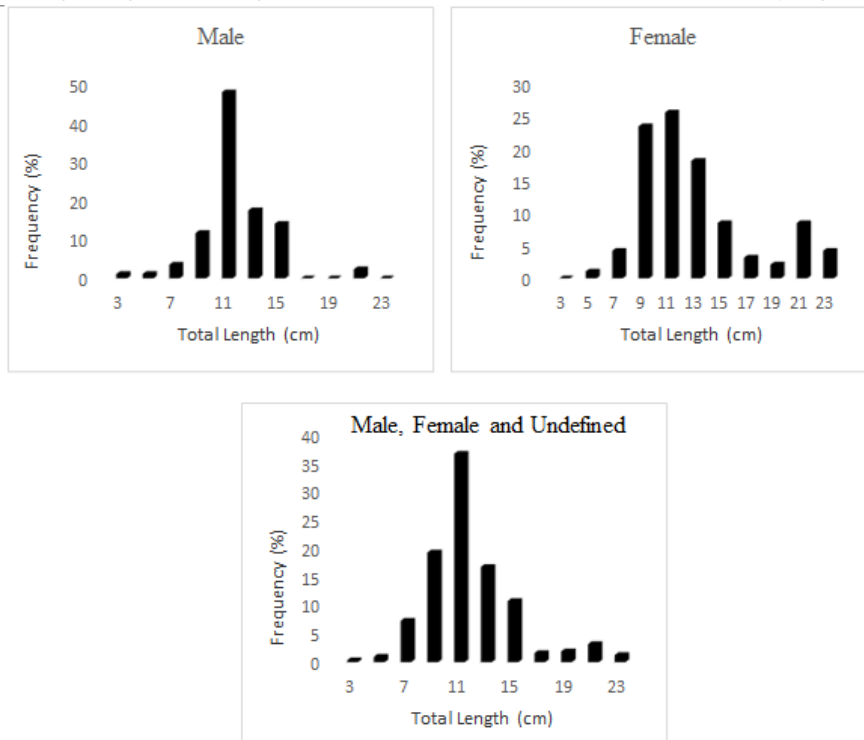 Male
50
40
30
20
10
0
Frequency (%)
3 7 11 15 19 23
Total Length (cm)
Female
30
25
20
15
10
5
0
Frequency (%)
3 5 7 9 11 13 15 17 19 21 23
Total Length (cm)
Male, Female and Undefined
40
35
30
25
20
15
10
5
0
Frequency (%)
3 7 11 15 19 23
Total Length (cm)